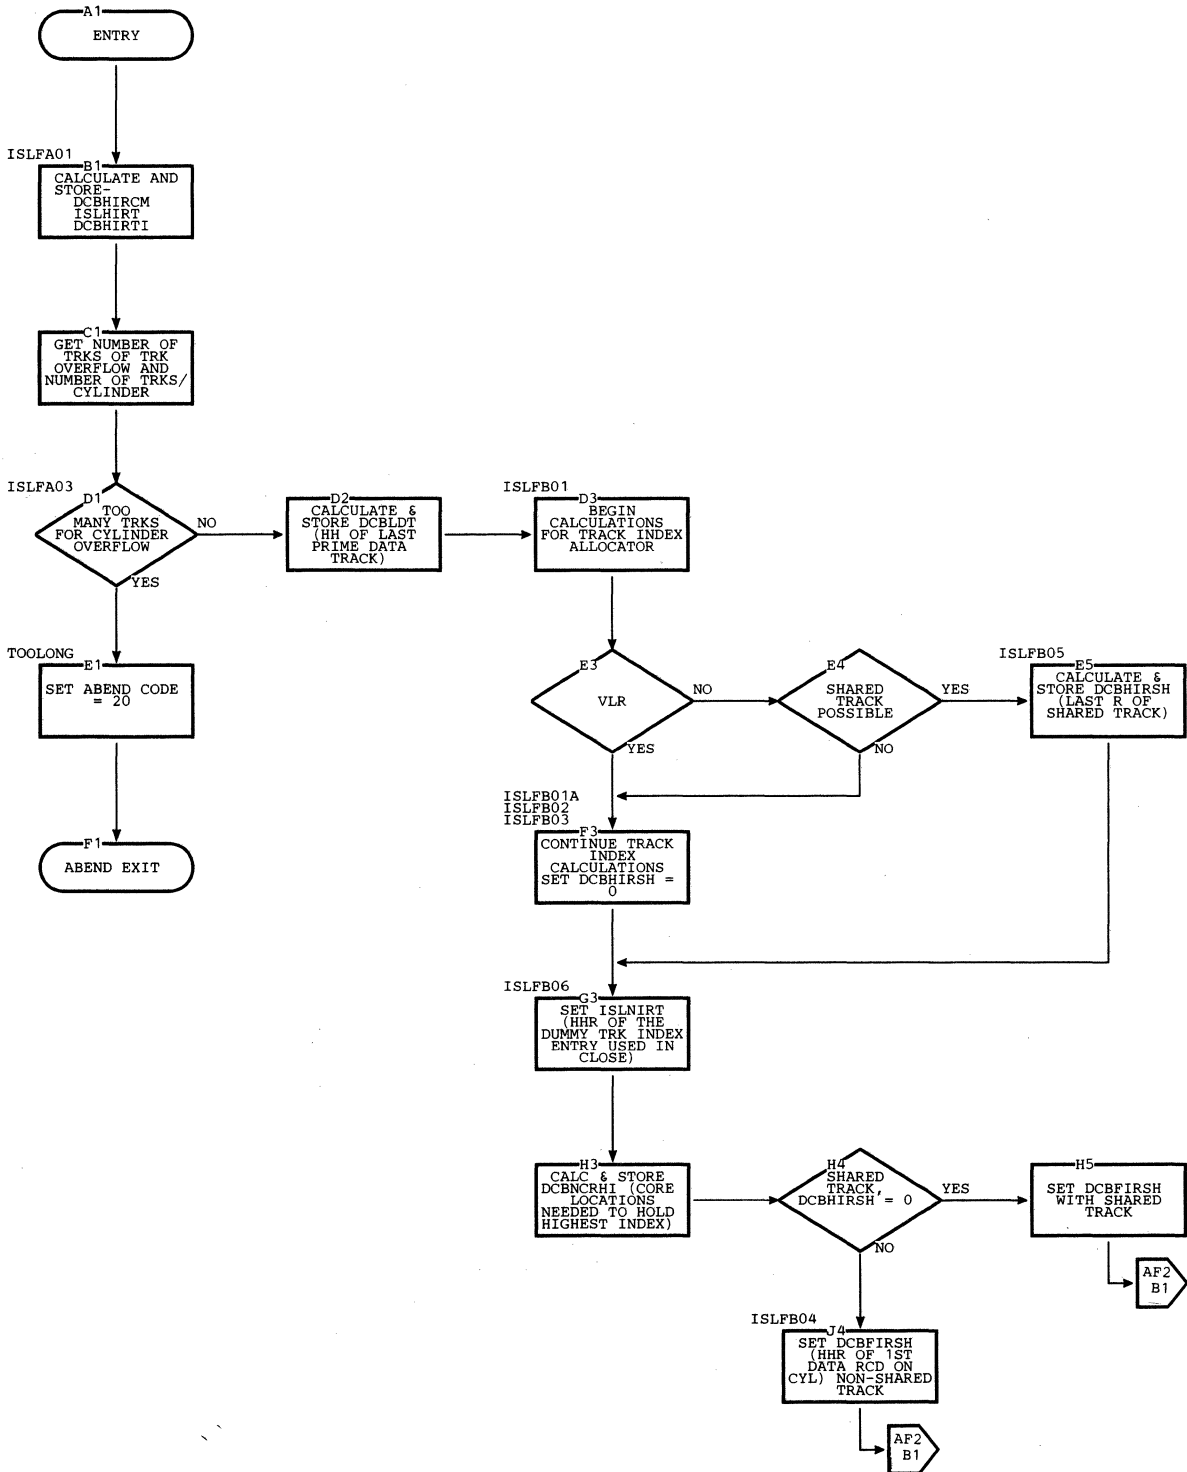 A1
ENTRY
ISLFA01
B1
CALCULATE AND
STORE-
DCBHIRCM
ISLHIRT
DCBHIRTI
C1
GET NUMBER OF
TRKS OF TRK
OVERFLOW AND
NUMBER OF TRKS/
CYLINDER
ISLFA03
D1
TOO
MANY TRKS
FOR CYLINDER
OVERFLOW
NO
YES
D2
CALCULATE &
STORE DCBLDT
(HH OF LAST
PRIME DATA
TRACK)
ISLFB01
D3
BEGIN
CALCULATIONS
FOR TRACK INDEX
ALLOCATOR
TOOLONG
E1
SET ABEND CODE
= 20
E3
VLR
NO
YES
E4
SHARED
TRACK
POSSIBLE
YES
NO
ISLFB05
E5
CALCULATE &
STORE DCBHIRSH
(LAST R OF
SHARED TRACK)
F1
ABEND EXIT
ISLFB01A
ISLFB02
ISLFB03
F3
CONTINUE TRACK
INDEX
CALCULATIONS
SET DCBHIRSH =
0
ISLFB06
G3
SET ISLNIRT
(HHR OF THE
DUMMY TRK INDEX
ENTRY USED IN
CLOSE)
H3
CALC & STORE
DCBNCRHI (CORE
LOCATIONS
NEEDED TO HOLD
HIGHEST INDEX)
H4
SHARED
TRACK,
DCBHIRSH'= 0
YES
NO
H5
SET DCBFIRSH
WITH SHARED
TRACK
AF2
B1
ISLFB04
J4
SET DCBFIRSH
(HHR OF 1ST
DATA RCD ON
CYL) NON-SHARED
TRACK
AF2
B1